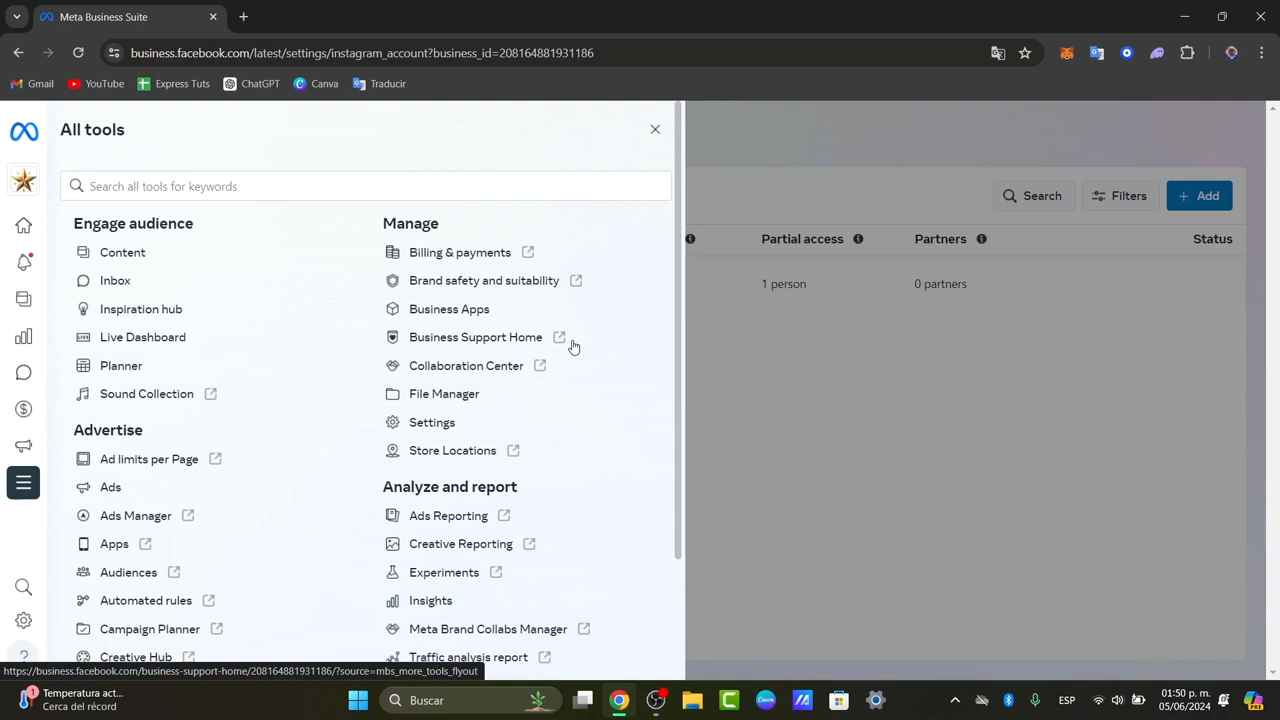 Meta Business Suite
business.facebook.com/latest/settings/instagram_account?business_id=208164881931186
Gmail
YouTube
Express Tuts
ChatGPT
Canva
Traducir
All tools
Search all tools for keywords
Engage audience
Content
Inbox
Inspiration hub
LIVE Live Dashboard
Planner
Sound Collection
Advertise
Ad limits per Page
Ads
Ads Manager
Apps
Audiences
Automated rules
Campaign Planner
Creative Hub
Manage
Billing & payments
Brand safety and suitability
Business Apps
Business Support Home
Collaboration Center
File Manager
Settings
Store Locations
Analyze and report
Ads Reporting
Creative Reporting
Experiments
Insights
Meta Brand Collabs Manager
Traffic analysis report
Search
Filters
+ Add
Partial access
Partners
Status
1 person
0 partners
https://business.facebook.com/business-support-home/208164881931186/?source=mbs_more_tools_flyout
1
Temperatura act...
Cerca del récord
Buscar
ESP
01:50 p. m.
05/06/2024
PRE